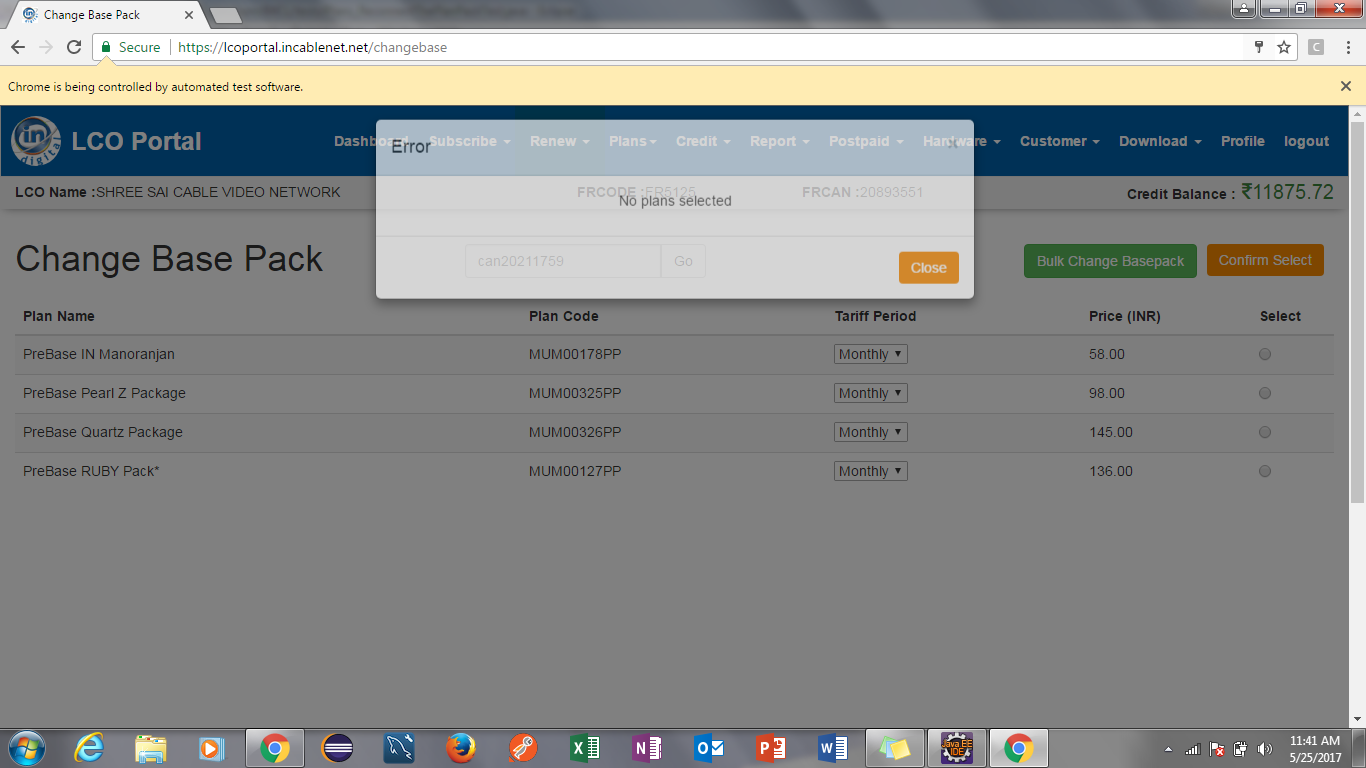 Change Base Pack
Secure https://lcoportal.incablenet.net/changebase
Chrome is being controlled by automated test software.
in digital LCO Portal Dashboard Subscribe Renew Plans Credit Report Postpaid Hardware Customer Download Profile logout
Error
LCO Name :SHREE SAI CABLE VIDEO NETWORK FRCODE :FR5125 FRCAN :20893551 Credit Balance : ₹11875.72
No plans selected
Change Base Pack can20211759 Go Bulk Change Basepack Confirm Select
Close
Plan Name Plan Code Tariff Period Price (INR) Select
PreBase IN Manoranjan MUM00178PP Monthly 58.00
PreBase Pearl Z Package MUM00325PP Monthly 98.00
PreBase Quartz Package MUM00326PP Monthly 145.00
PreBase RUBY Pack* MUM00127PP Monthly 136.00
Java EE
IDE
11:41 AM
5/25/2017